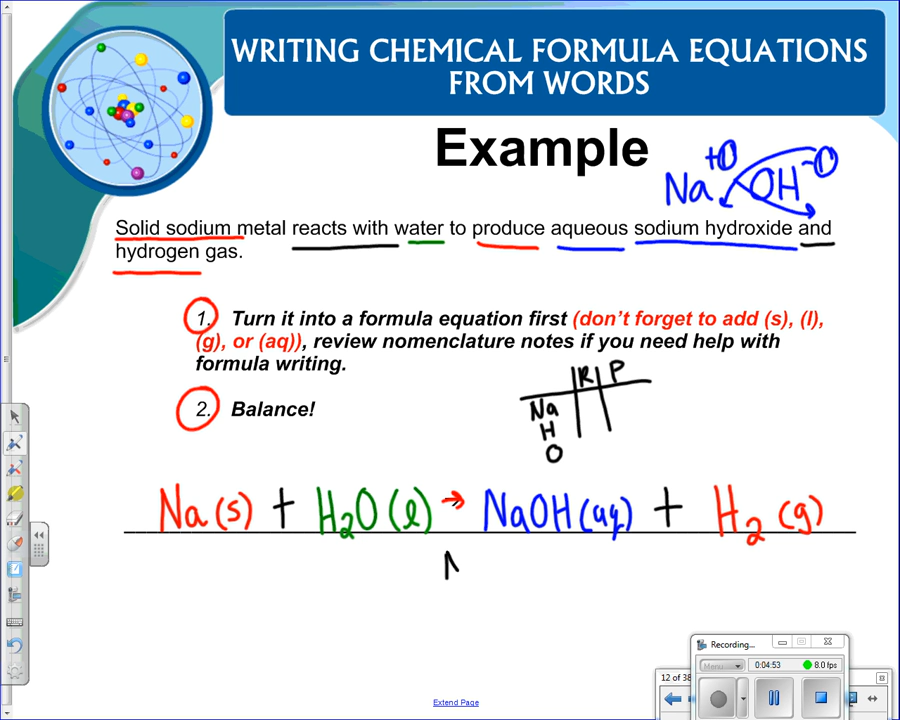 WRITING CHEMICAL FORMULA EQUATIONS
FROM WORDS
Example
Na+ OH-
Solid sodium metal reacts with water to produce aqueous sodium hydroxide and
hydrogen gas.
1. Turn it into a formula equation first (don't forget to add (s), (l),
(g), or (aq)), review nomenclature notes if you need help with
formula writing.
R P
2. Balance!
Na
H
O
Na(s) + H₂O(l) → NaOH(aq) + H₂(g)
N
Recording...
Menu
0:04:53
8.0 fps
12 of 38
Extend Page